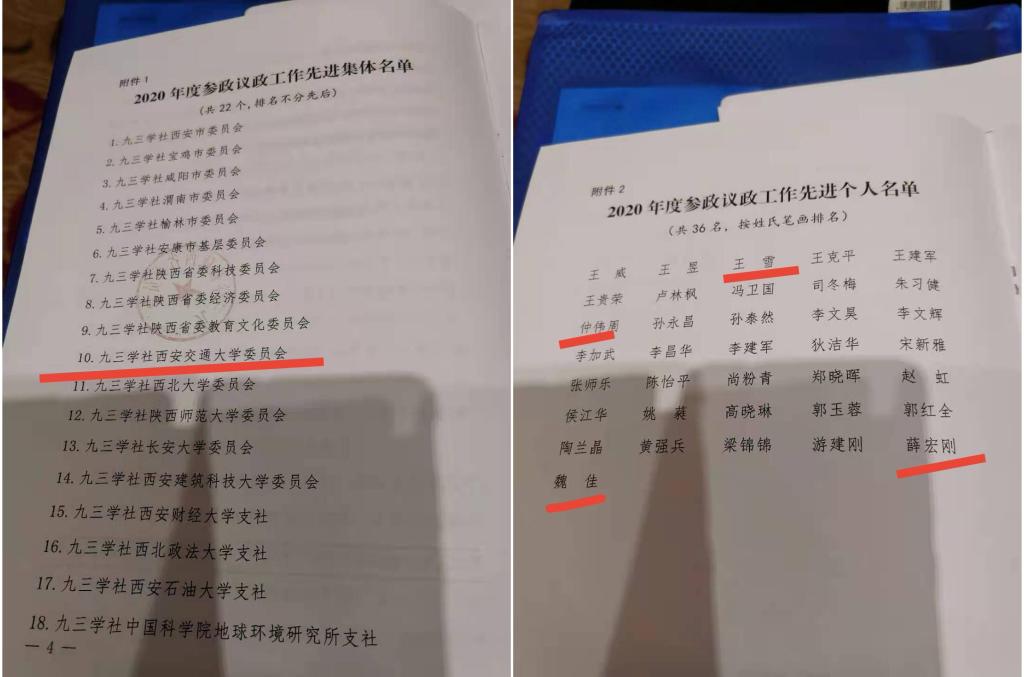 附件1
2020年度参政议政工作先进集体名单
(共22个,排名不分先后)
1.九三学社西安市委员会
2.九三学社宝鸡市委员会
3.九三学社咸阳市委员会
4.九三学社渭南市委员会
5.九三学社榆林市委员会
6.九三学社安康市基层委员会
7.九三学社陕西省委科技委员会
8.九三学社陕西省委经济委员会
9.九三学社陕西省委教育文化委员会
10.九三学社西安交通大学委员会
11.九三学社西北大学委员会
12.九三学社陕西师范大学委员会
13.九三学社长安大学委员会
14.九三学社西安建筑科技大学委员会
15.九三学社西安财经大学支社
16.九三学社西北政法大学支社
17.九三学社西安石油大学支社
18.九三学社中国科学院地球环境研究所支社
— 4 —
附件2
2020年度参政议政工作先进个人名单
(共36名,按姓氏笔画排名)
王 威 王 昱 王 雪 王克平 王建军
王贵荣 卢林枫 冯卫国 司冬梅 朱习健
仲伟周 孙永昌 孙泰然 李文昊 李文辉
李加武 李昌华 李建军 狄洁华 宋新雅
张师乐 陈怡平 尚粉青 郑晓晖 赵 虹
侯江华 姚 蕤 高晓琳 郭玉蓉 郭红全
陶兰晶 黄强兵 梁锦锦 游建刚 薛宏刚
魏 佳